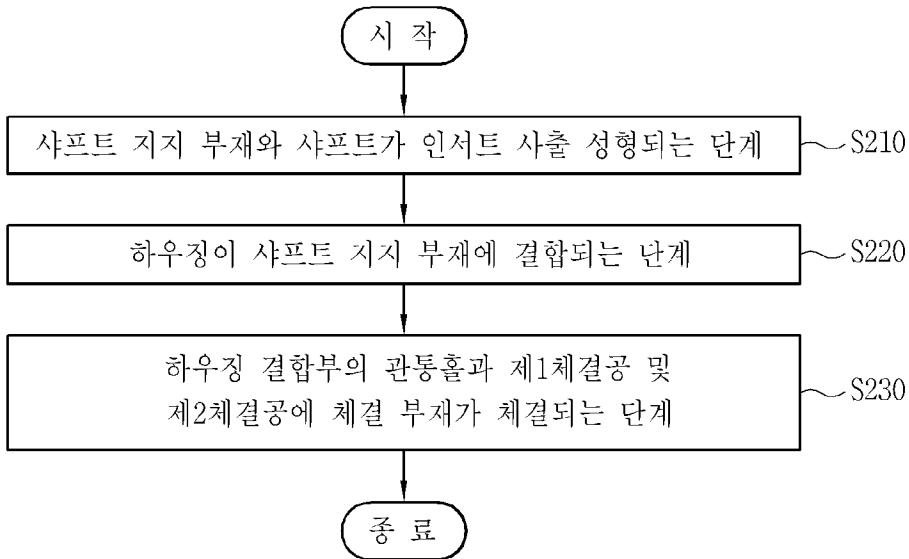 시 작
샤프트 지지 부재와 샤프트가 인서트 사출 성형되는 단계
S210
하우징이 샤프트 지지 부재에 결합되는 단계
S220
하우징 결합부의 관통홀과 제1체결공 및
제2체결공에 체결 부재가 체결되는 단계
S230
종 료